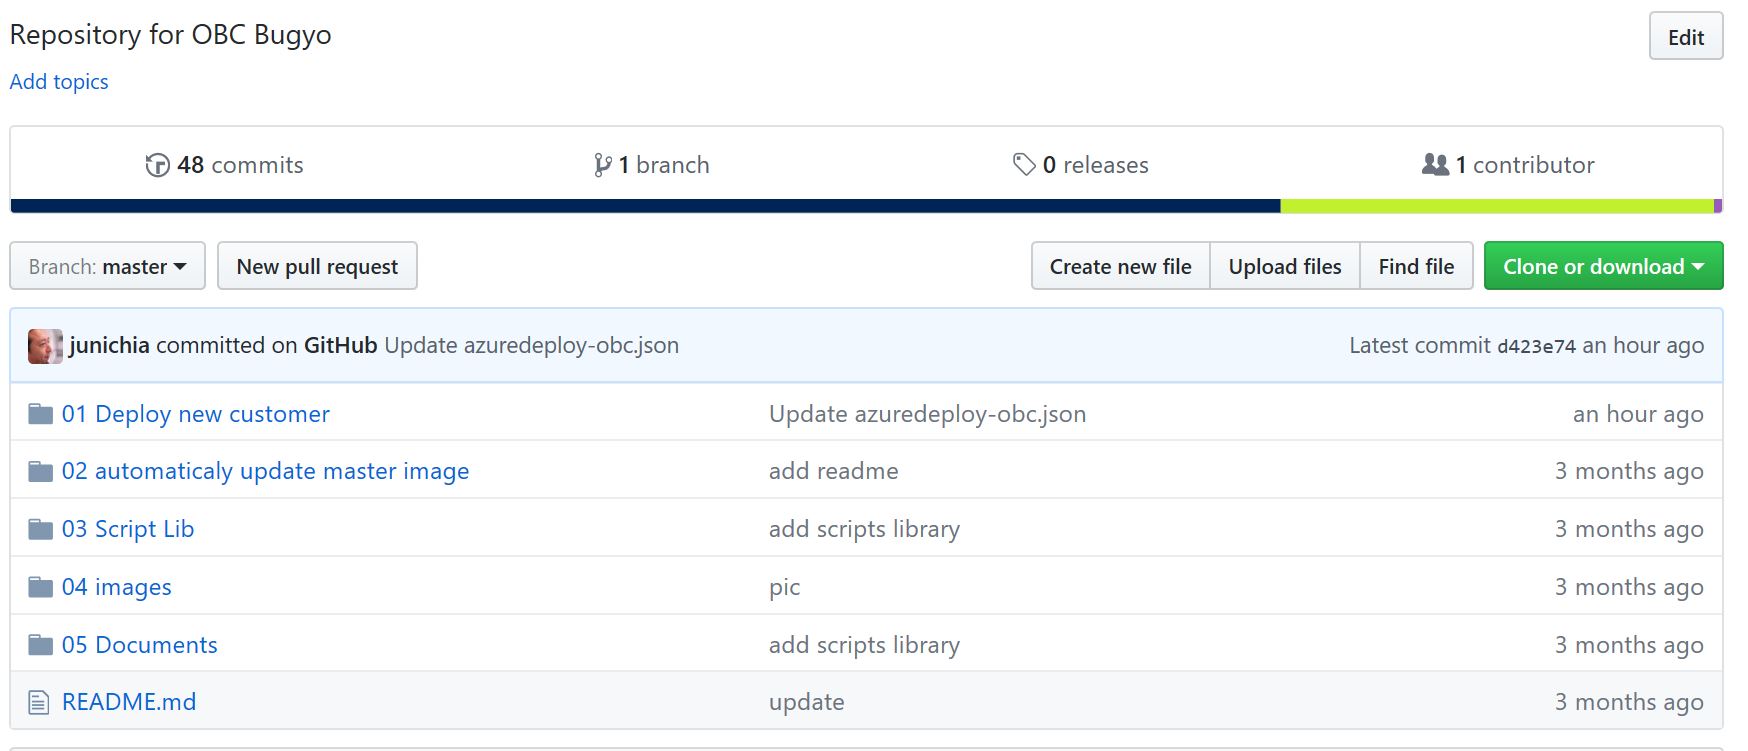 Repository for OBC Bugyo
Edit
Add topics
48 commits
1 branch
0 releases
1 contributor
Branch: master
New pull request
Create new file
Upload files
Find file
Clone or download
junichia committed on GitHub Update azuredeploy-obc.json
Latest commit d423e74 an hour ago
01 Deploy new customer Update azuredeploy-obc.json an hour ago
02 automaticaly update master image add readme 3 months ago
03 Script Lib add scripts library 3 months ago
04 images pic 3 months ago
05 Documents add scripts library 3 months ago
README.md update 3 months ago